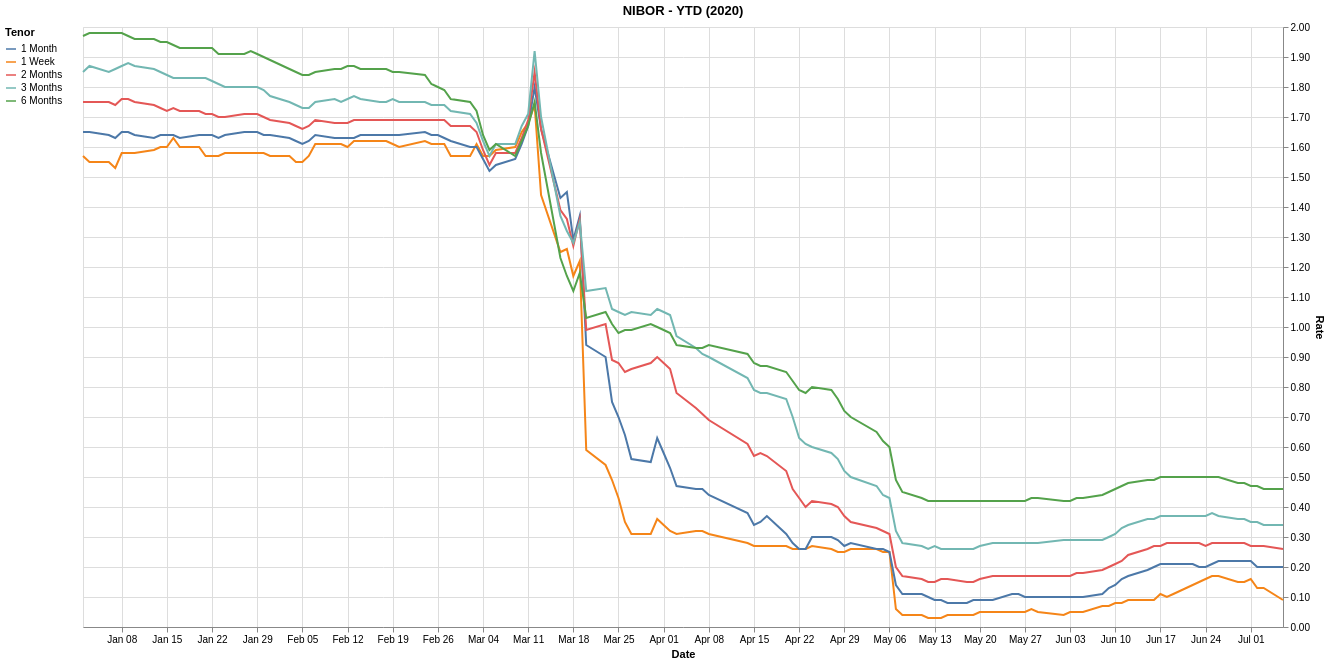 NIBOR - YTD (2020)
Tenor
1 Month
1 Week
2 Months
3 Months
6 Months
2.00
1.90
1.80
1.70
1.60
1.50
1.40
1.30
1.20
1.10
1.00
0.90
0.80
0.70
0.60
0.50
0.40
0.30
0.20
0.10
0.00
Rate
Jan 08 Jan 15 Jan 22 Jan 29 Feb 05 Feb 12 Feb 19 Feb 26 Mar 04 Mar 11 Mar 18 Mar 25 Apr 01 Apr 08 Apr 15 Apr 22 Apr 29 May 06 May 13 May 20 May 27 Jun 03 Jun 10 Jun 17 Jun 24 Jul 01
Date